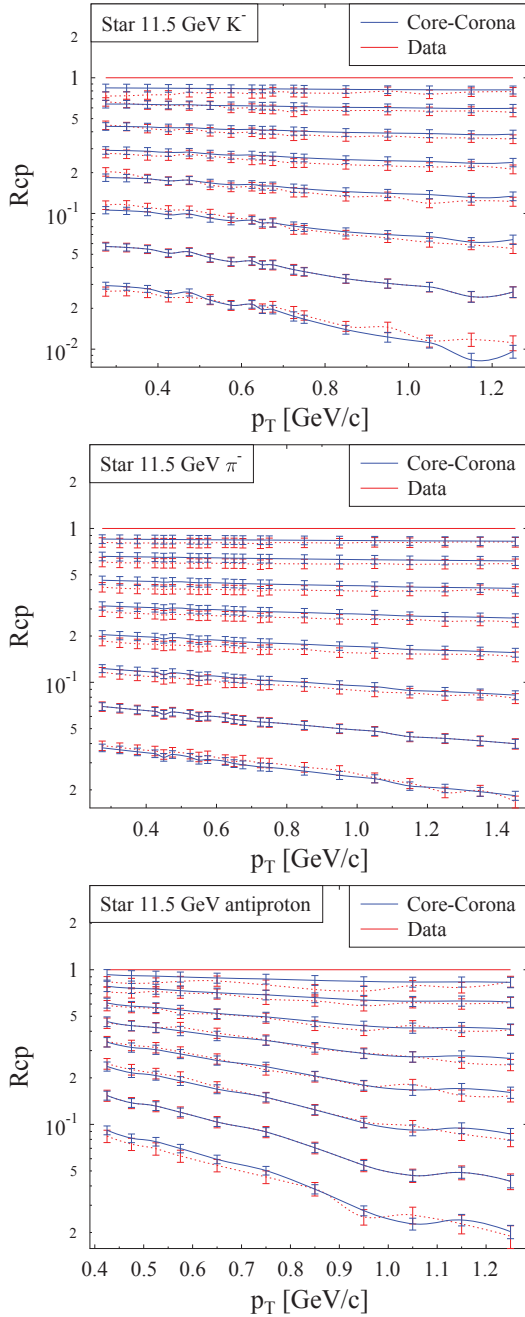 Star 11.5 GeV K-
Core-Corona
Data
2
1
5
2
10-1
5
2
10-2
Rcp
0.4 0.6 0.8 1.0 1.2
pT [GeV/c]
Star 11.5 GeV π-
Core-Corona
Data
2
1
5
2
10-1
5
2
Rcp
0.4 0.6 0.8 1.0 1.2 1.4
pT [GeV/c]
Star 11.5 GeV antiproton
Core-Corona
Data
2
1
5
2
10-1
5
2
Rcp
0.4 0.5 0.6 0.7 0.8 0.9 1.0 1.1 1.2
pT [GeV/c]